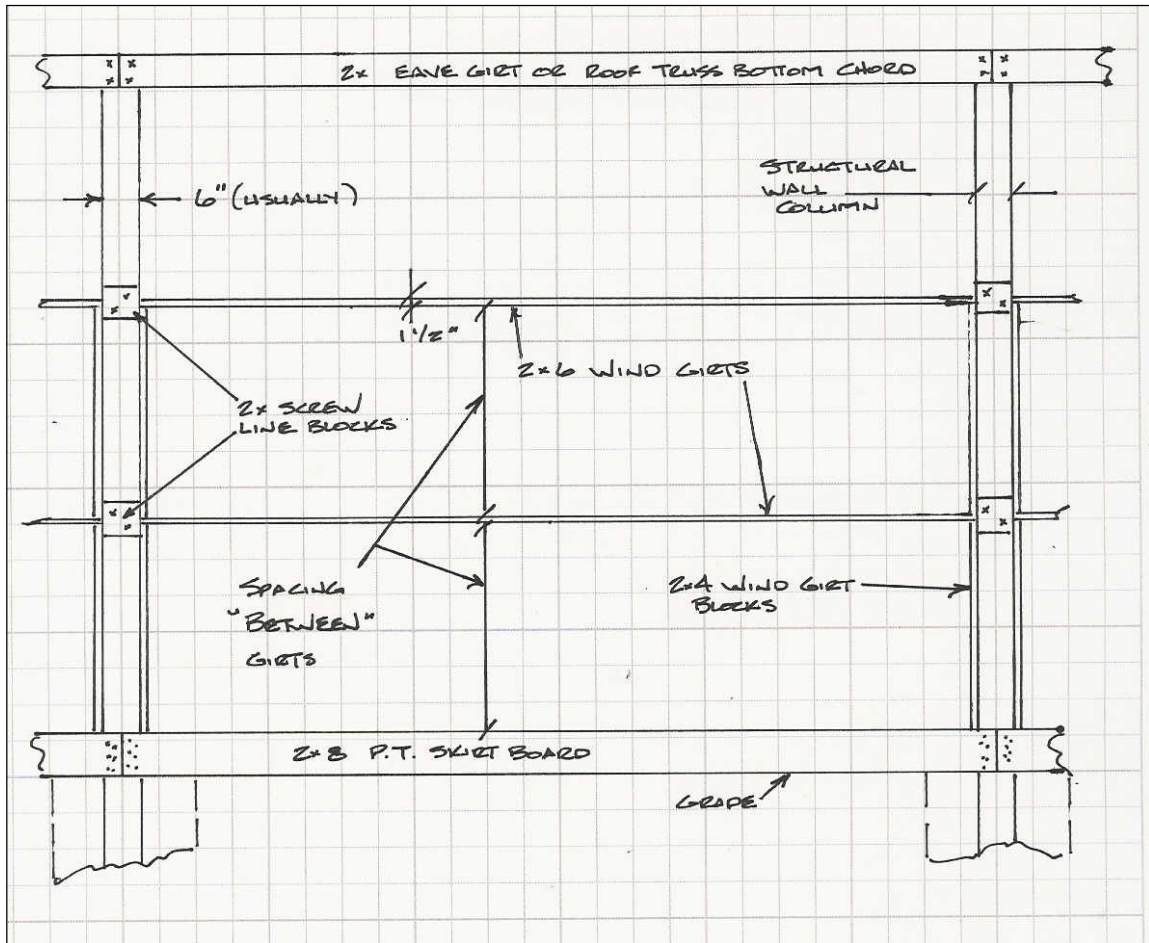 2x EAVE GIRT OR ROOF TRUSS BOTTOM CHORD
STRUCTURAL
WALL
COLUMN
6" (USUALLY)
1 1/2"
2x6 WIND GIRTS
2x SCREW
LINE BLOCKS
SPACING
"BETWEEN"
GIRTS
2x4 WIND GIRT
BLOCKS
2x8 P.T. SKIRT BOARD
GRADE